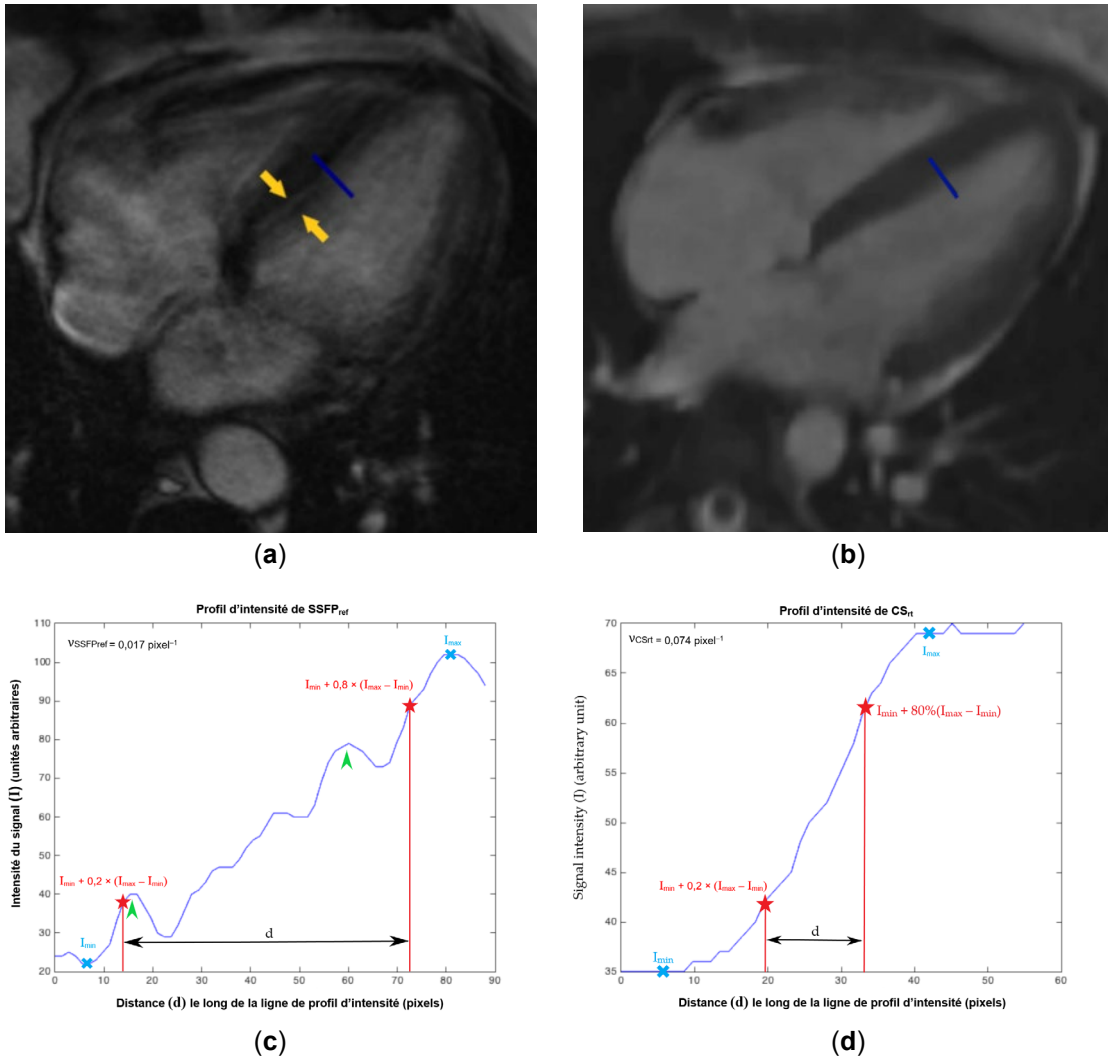 (a)
(b)
Profil d'intensité de SSFPref
νSSFPref = 0,017 pixel⁻¹
Imax
Imin + 0,8 × (Imax – Imin)
Imin + 0,2 × (Imax – Imin)
Imin
d
110
100
90
80
70
60
50
40
30
20
0
10
20
30
40
50
60
70
80
90
Intensité du signal (I) (unités arbitraires)
Distance (d) le long de la ligne de profil d'intensité (pixels)
(c)
Profil d'intensité de CSrt
νCSrt = 0,074 pixel⁻¹
Imax
Imin + 80%(Imax – Imin)
Imin + 0,2 × (Imax – Imin)
Imin
d
70
65
60
55
50
45
40
35
0
10
20
30
40
50
60
Signal intensity (I) (arbitrary unit)
Distance (d) le long de la ligne de profil d'intensité (pixels)
(d)